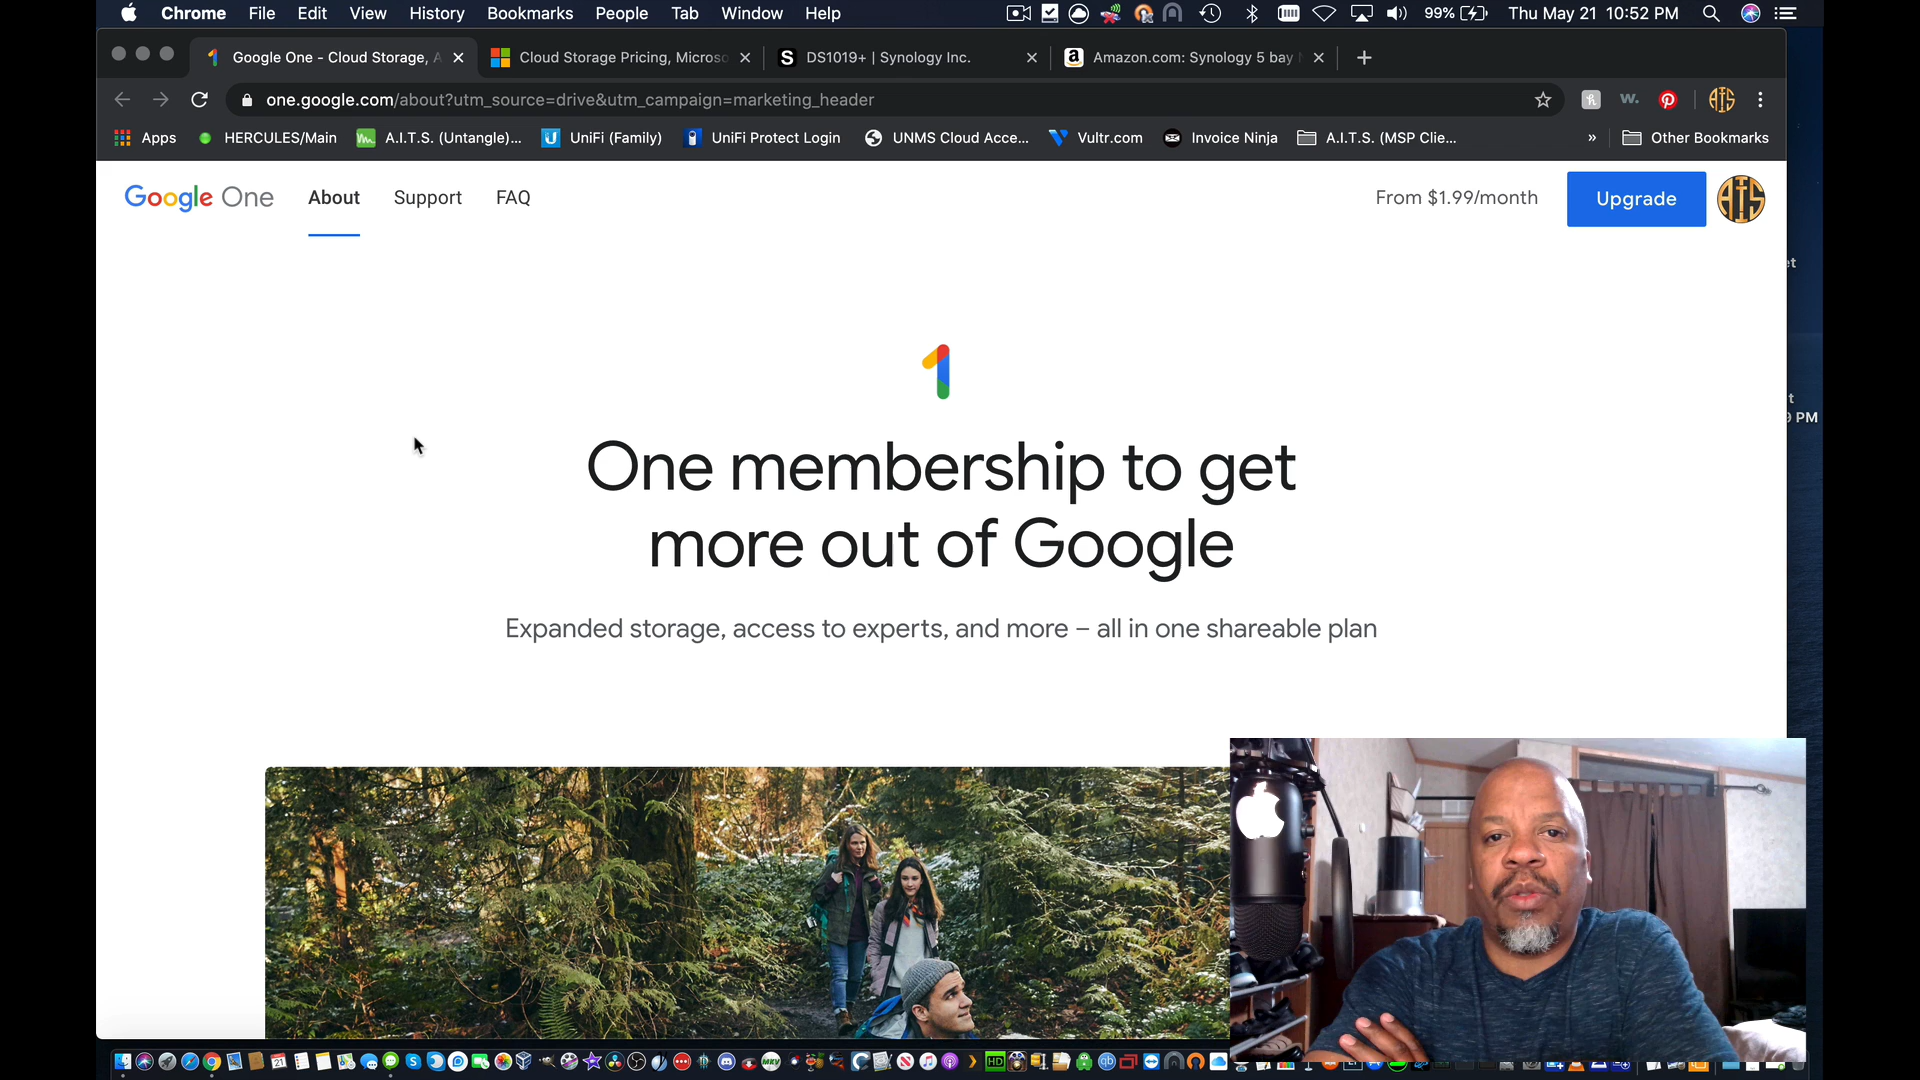 Chrome File Edit View History Bookmarks People Tab Window Help 99% Thu May 21 10:52 PM
Google One - Cloud Storage, A
Cloud Storage Pricing, Microso
DS1019+ | Synology Inc.
Amazon.com: Synology 5 bay
one.google.com/about?utm_source=drive&utm_campaign=marketing_header
Apps HERCULES/Main A.I.T.S. (Untangle)... UniFi (Family) UniFi Protect Login UNMS Cloud Acce... Vultr.com Invoice Ninja A.I.T.S. (MSP Clie... » Other Bookmarks
Google One About Support FAQ From $1.99/month Upgrade
One membership to get
more out of Google
Expanded storage, access to experts, and more – all in one shareable plan